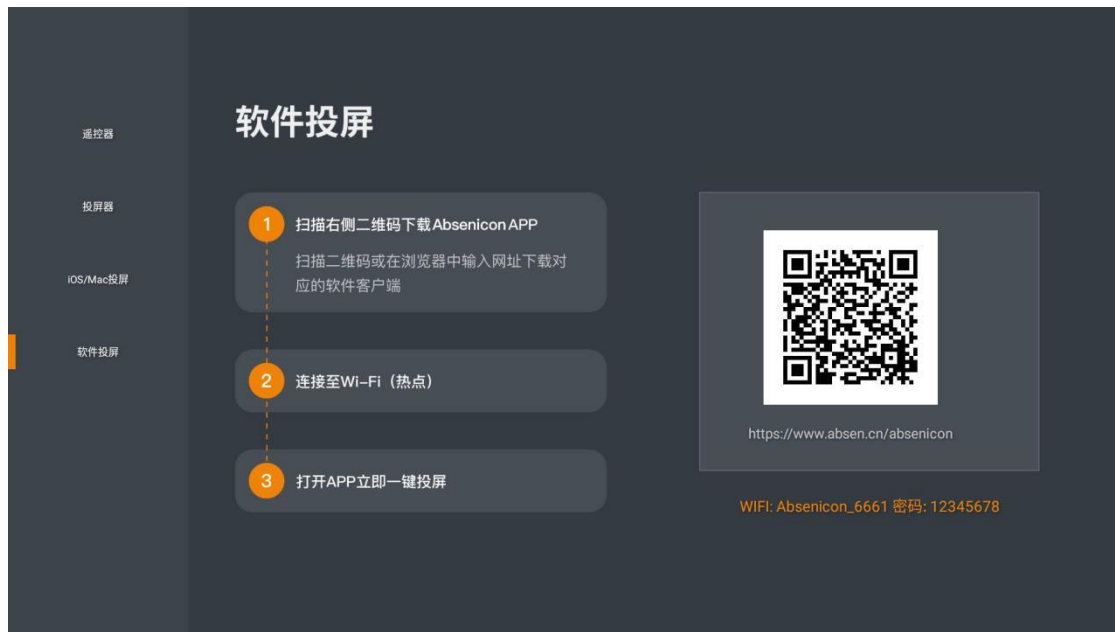 遥控器
投屏器
iOS/Mac投屏
软件投屏
软件投屏
1
扫描右侧二维码下载Absenicon APP
扫描二维码或在浏览器中输入网址下载对
应的软件客户端
2
连接至Wi-Fi（热点）
3
打开APP立即一键投屏
https://www.absen.cn/absenicon
WIFI: Absenicon_6661 密码: 12345678